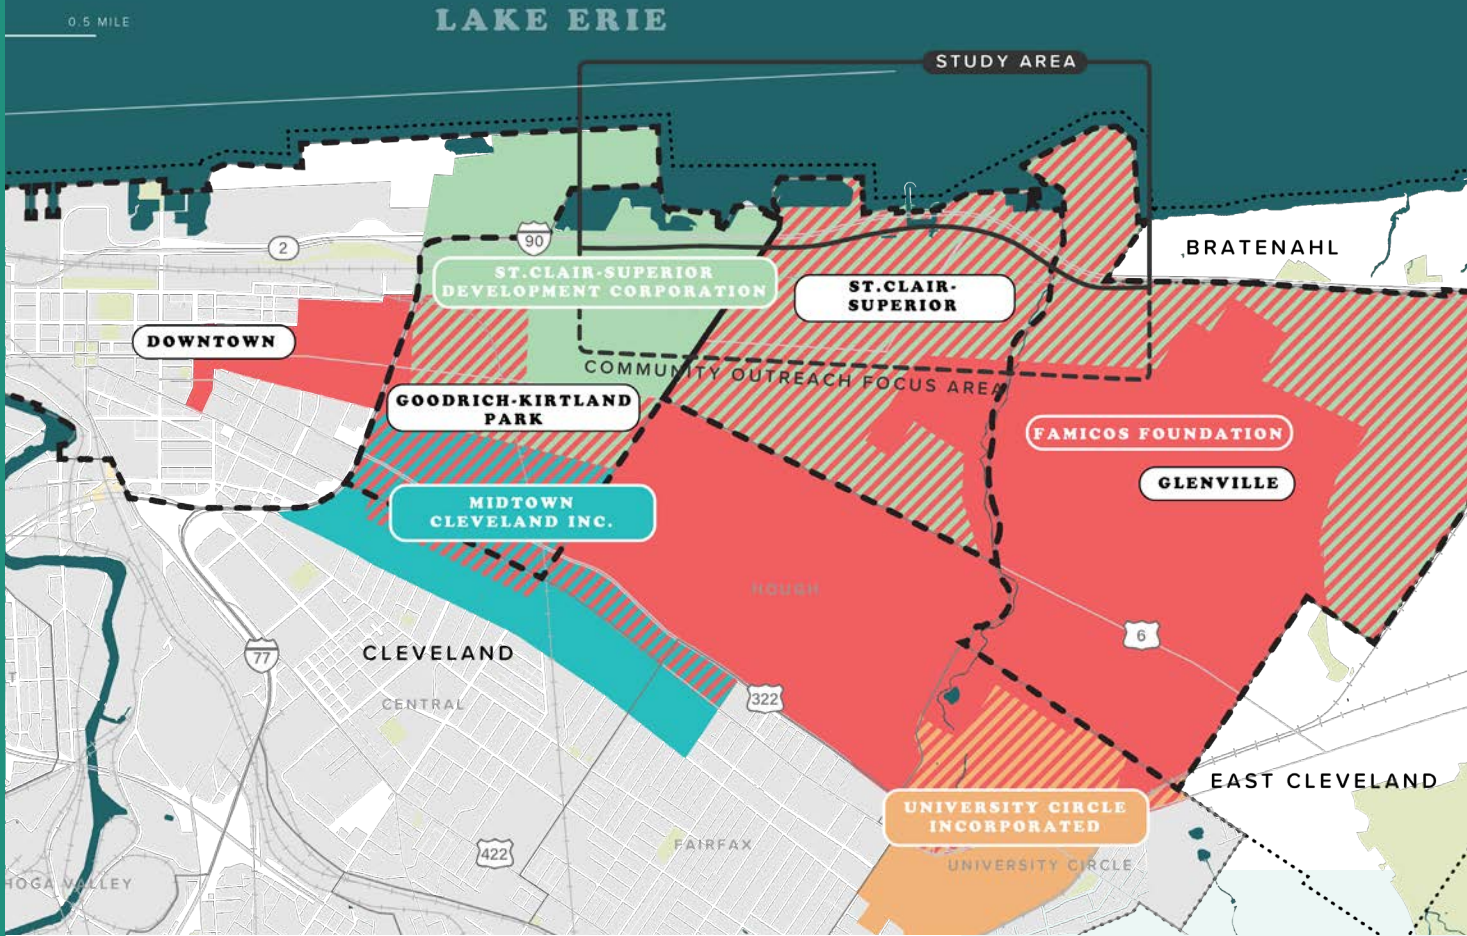 LAKE ERIE
0.5 MILE
STUDY AREA
BRATENAHL
90
2
ST.CLAIR-SUPERIOR
DEVELOPMENT CORPORATION
ST.CLAIR-
SUPERIOR
DOWNTOWN
COMMUNITY OUTREACH FOCUS AREA
GOODRICH-KIRTLAND
PARK
FAMICOS FOUNDATION
GLENVILLE
MIDTOWN
CLEVELAND INC.
HOUGH
6
77
CLEVELAND
CENTRAL
322
EAST CLEVELAND
UNIVERSITY CIRCLE
INCORPORATED
422
FAIRFAX
UNIVERSITY CIRCLE
HOGA VALLEY